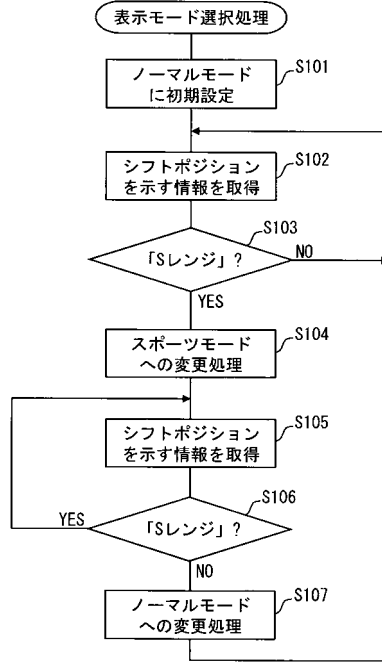 表示モード選択処理
S101
ノーマルモード
に初期設定
S102
シフトポジション
を示す情報を取得
S103
「Sレンジ」?
NO
YES
S104
スポーツモード
への変更処理
S105
シフトポジション
を示す情報を取得
S106
「Sレンジ」?
YES
NO
S107
ノーマルモード
への変更処理